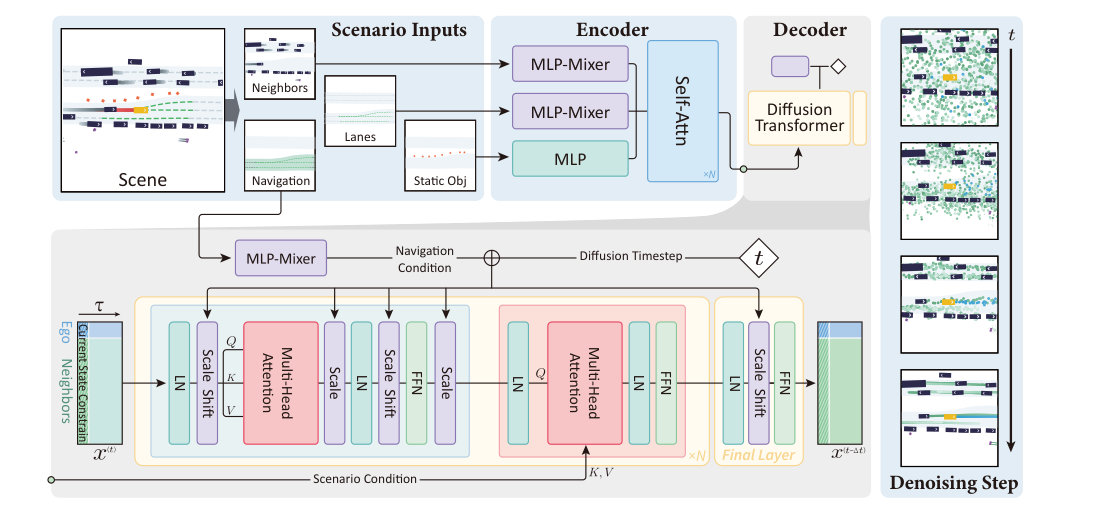 Scenario Inputs
Encoder
Decoder
Scene
Neighbors
Lanes
Navigation
Static Obj
MLP-Mixer
MLP-Mixer
MLP
Self-Attn
×N
Diffusion
Transformer
t
Denoising Step
MLP-Mixer
Navigation
Condition
Diffusion Timestep
t
τ
Ego
Neighbors
Current State Constrain
x(t)
LN
Scale Shift
Q
K
V
Multi-Head
Attention
Scale
LN
Scale Shift
FFN
Scale
LN
Q
Multi-Head
Attention
LN
FFN
×N
K, V
LN
Scale Shift
FFN
Final Layer
x(t−Δt)
Scenario Condition